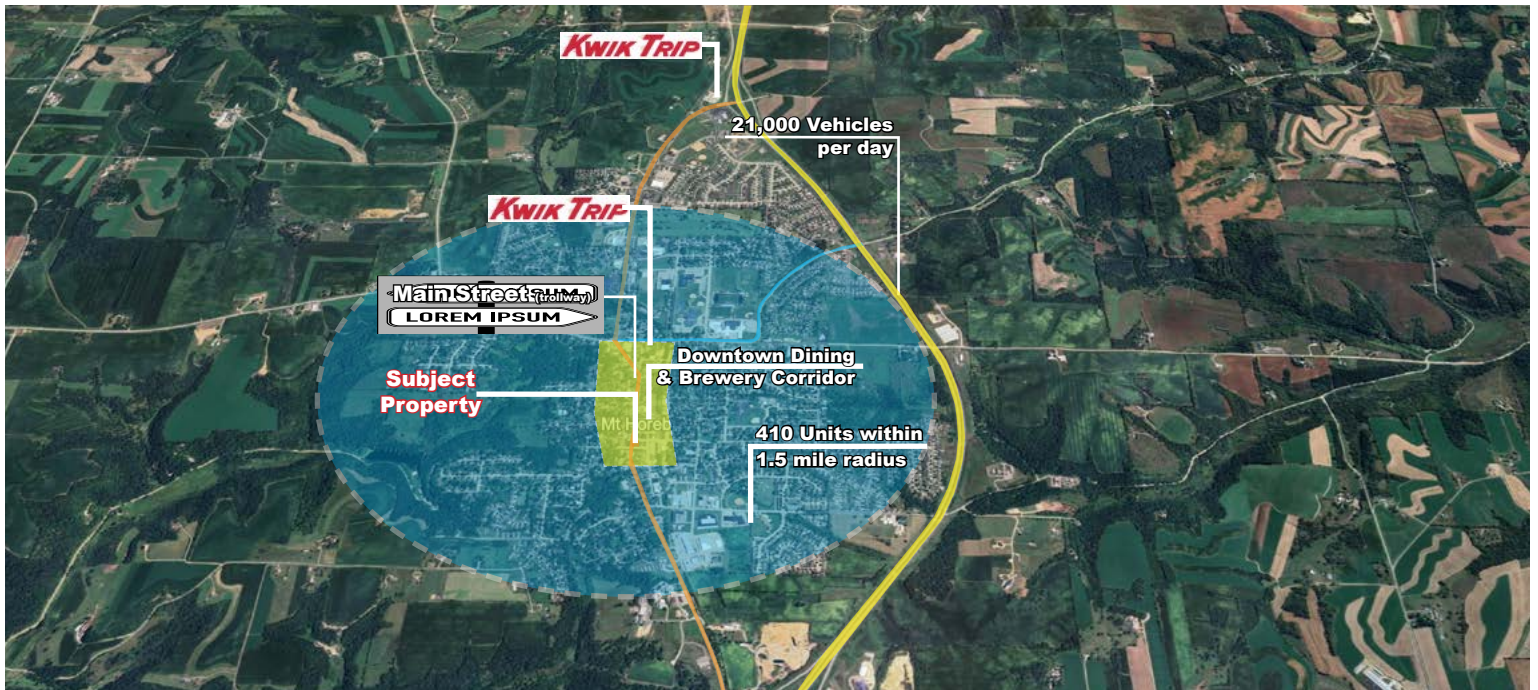 KWIK TRIP
21,000 Vehicles
per day
KWIK TRIP
Main Street (trollway)
LOREM IPSUM
Downtown Dining
& Brewery Corridor
Subject
Property
Mt Horeb
410 Units within
1.5 mile radius